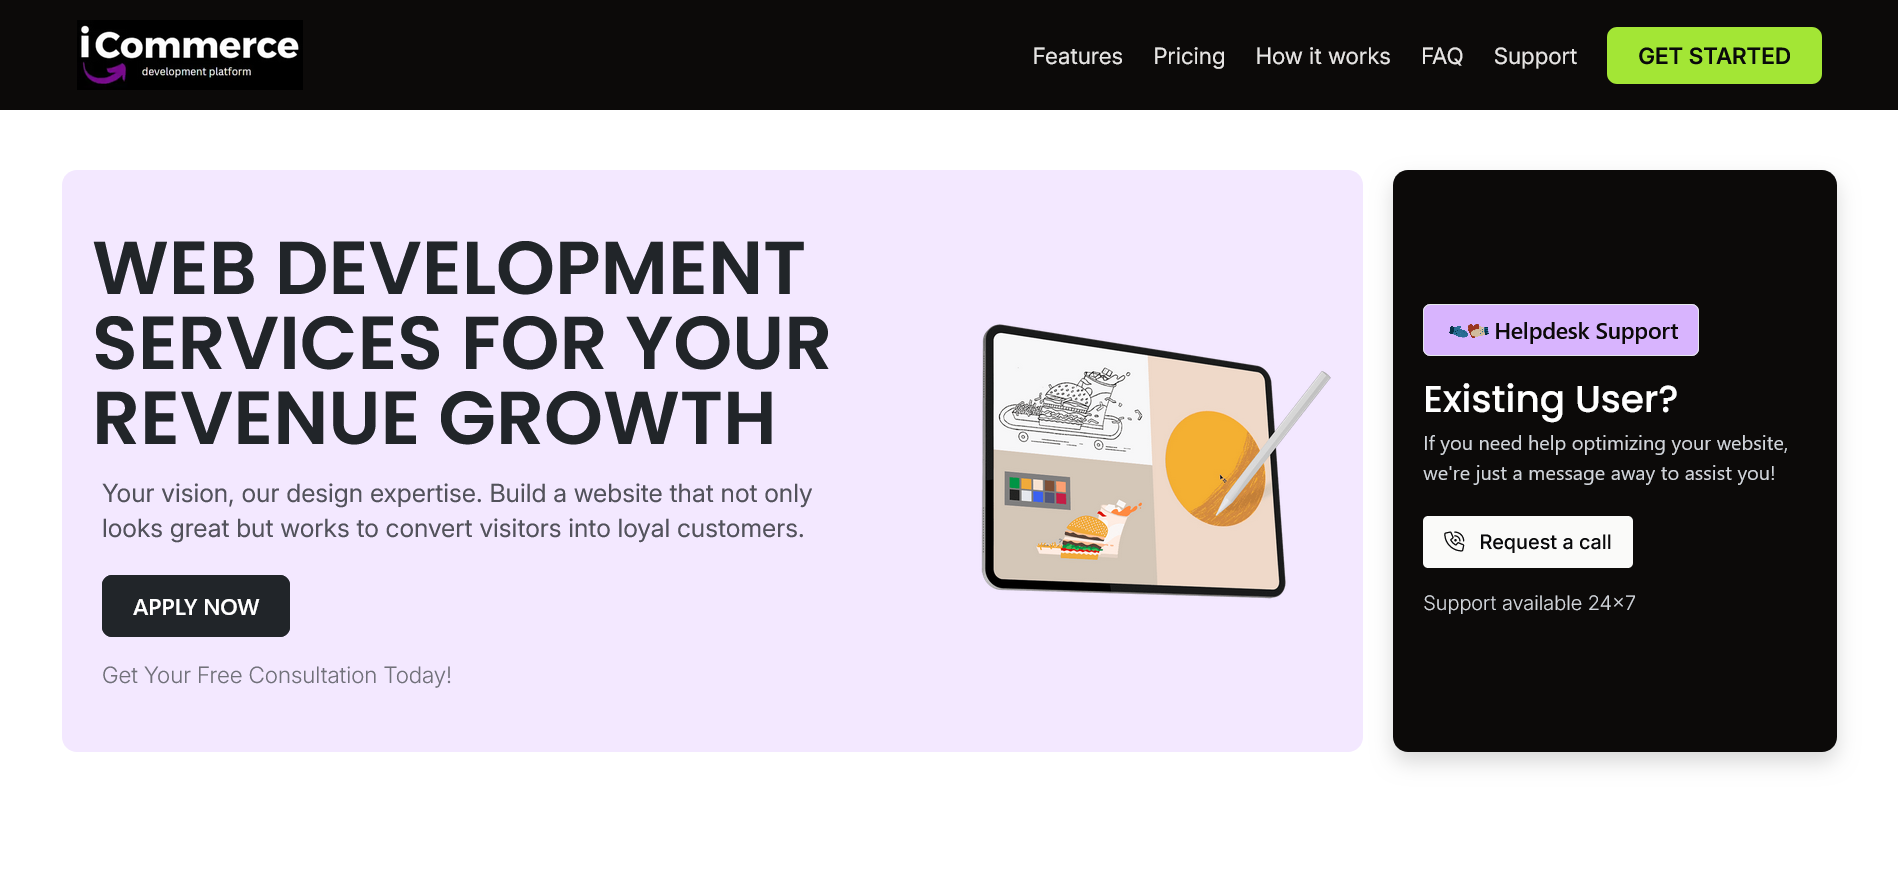 iCommerce
development platform
Features Pricing How it works FAQ Support GET STARTED
WEB DEVELOPMENT
SERVICES FOR YOUR
REVENUE GROWTH
Your vision, our design expertise. Build a website that not only
looks great but works to convert visitors into loyal customers.
APPLY NOW
Get Your Free Consultation Today!
Helpdesk Support
Existing User?
If you need help optimizing your website,
we're just a message away to assist you!
Request a call
Support available 24×7